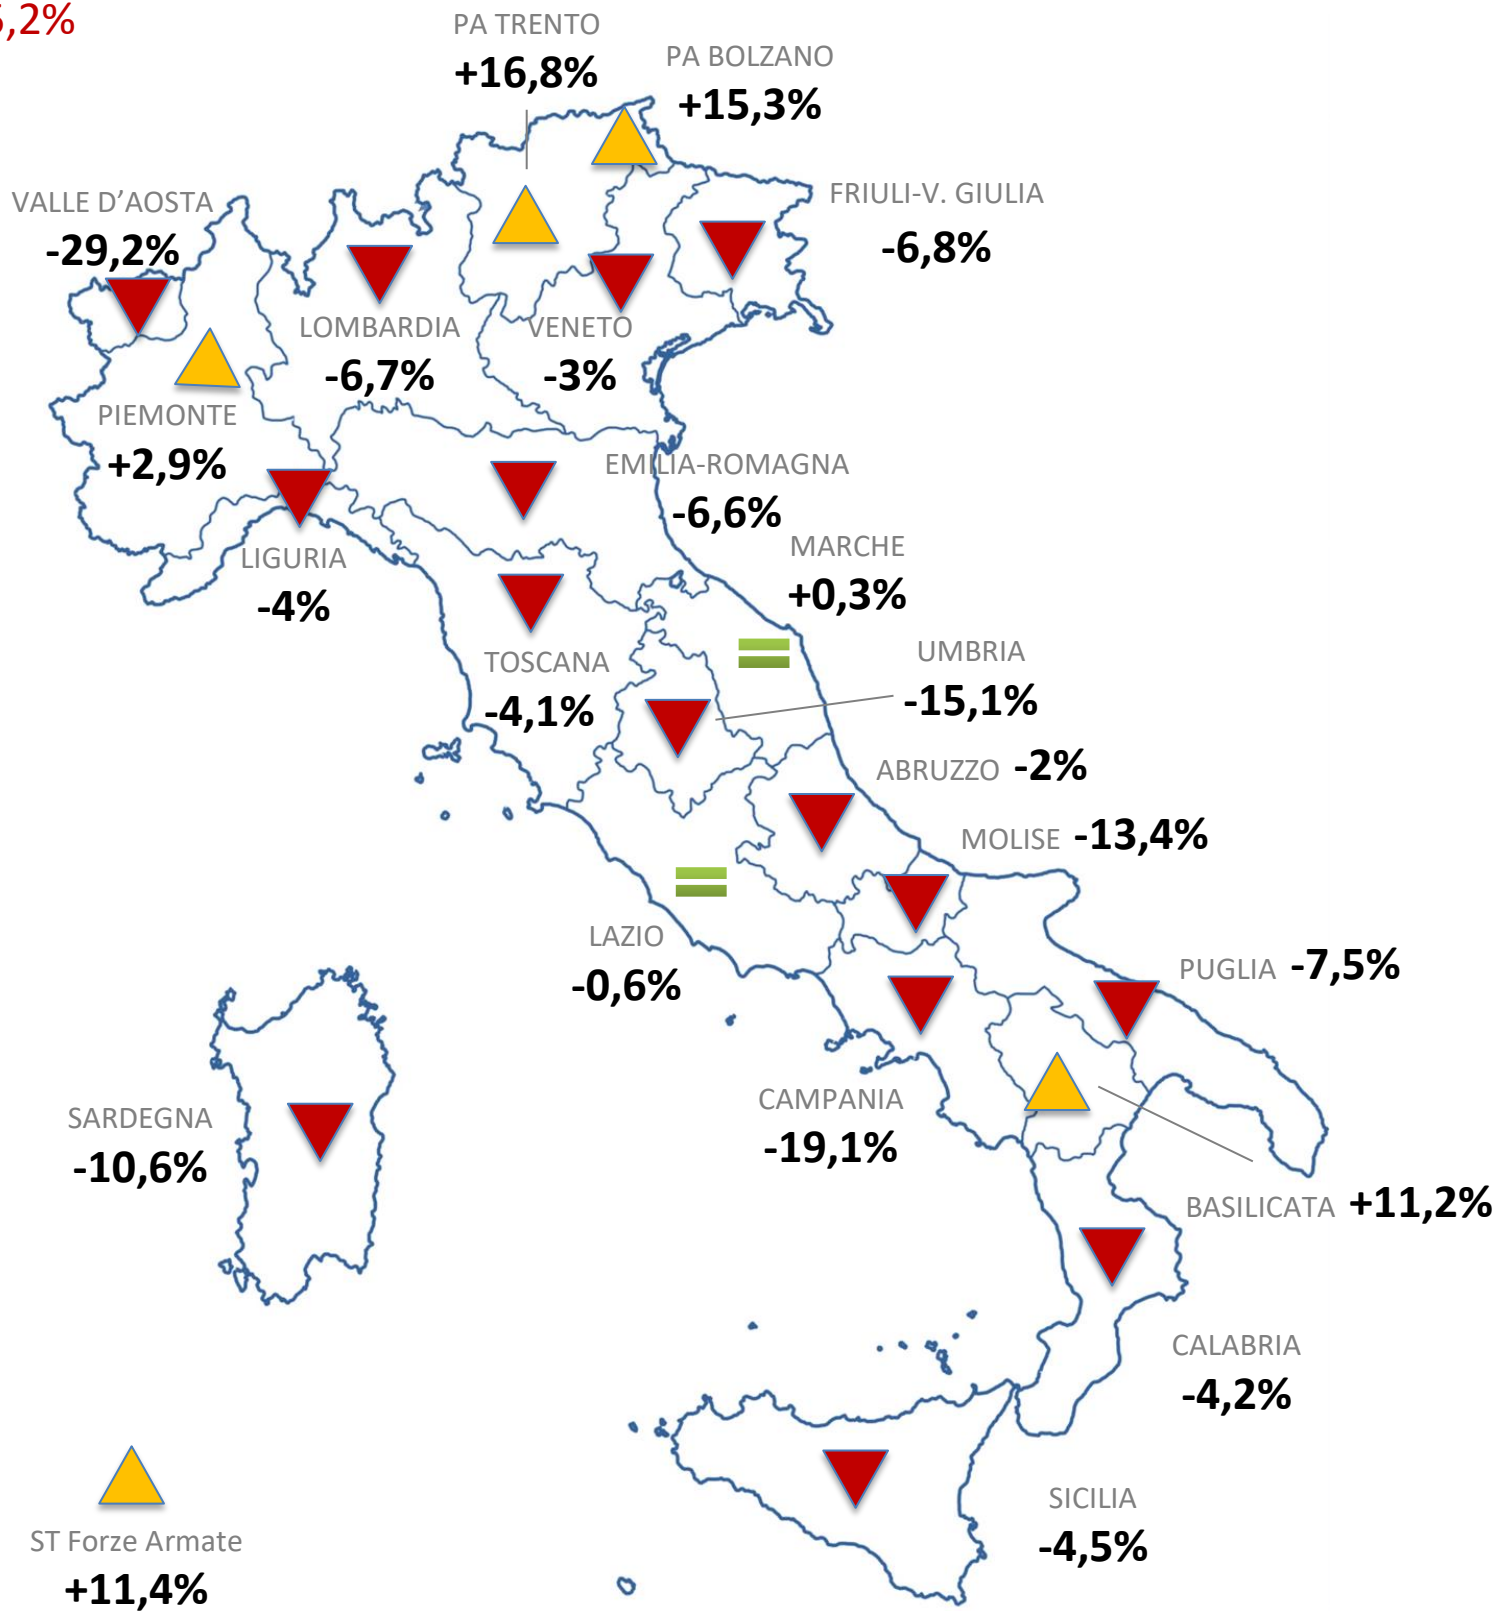 ,2%
PA TRENTO
+16,8%
PA BOLZANO
+15,3%
VALLE D'AOSTA
-29,2%
FRIULI-V. GIULIA
-6,8%
LOMBARDIA
-6,7%
VENETO
-3%
PIEMONTE
+2,9%
EMILIA-ROMAGNA
-6,6%
LIGURIA
-4%
MARCHE
+0,3%
TOSCANA
-4,1%
UMBRIA
-15,1%
ABRUZZO -2%
MOLISE -13,4%
LAZIO
-0,6%
PUGLIA -7,5%
CAMPANIA
-19,1%
SARDEGNA
-10,6%
BASILICATA +11,2%
CALABRIA
-4,2%
SICILIA
-4,5%
ST Forze Armate
+11,4%